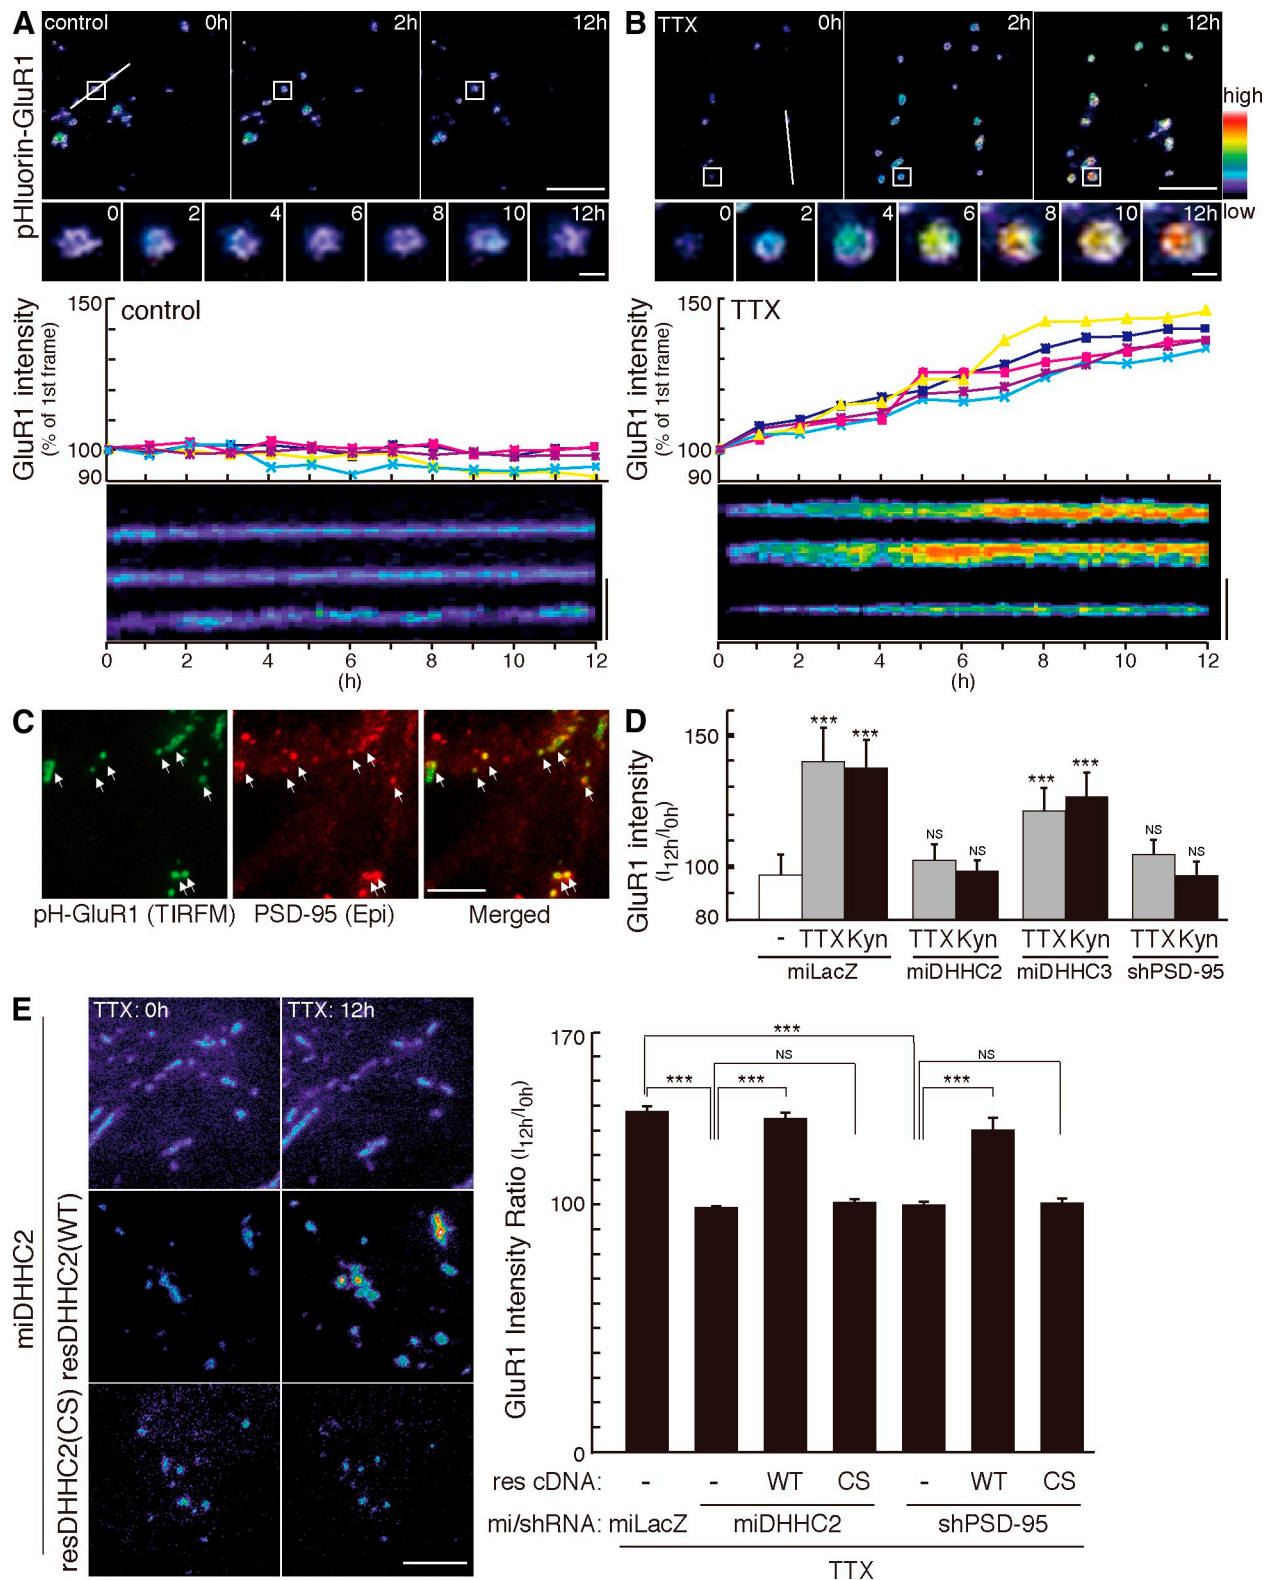 A
control
0h
2h
12h
pHluorin-GluR1
0
2
4
6
8
10
12h
B
TTX
0h
2h
12h
high
low
0
2
4
6
8
10
12h
GluR1 intensity
(% of 1st frame)
150
100
90
control
0 2 4 6 8 10 12
(h)
GluR1 intensity
(% of 1st frame)
150
100
90
TTX
0 2 4 6 8 10 12
(h)
C
pH-GluR1 (TIRFM)
PSD-95 (Epi)
Merged
D
GluR1 intensity
(I12h/I0h)
150
100
80
***
***
NS
NS
***
***
NS
NS
- TTX Kyn TTX Kyn TTX Kyn TTX Kyn
miLacZ miDHHC2 miDHHC3 shPSD-95
E
TTX: 0h
TTX: 12h
miDHHC2
resDHHC2(WT)
resDHHC2(CS)
GluR1 Intensity Ratio (I12h/I0h)
170
100
0
***
NS
NS
***
***
***
res cDNA: - - WT CS - WT CS
mi/shRNA: miLacZ miDHHC2 shPSD-95
TTX